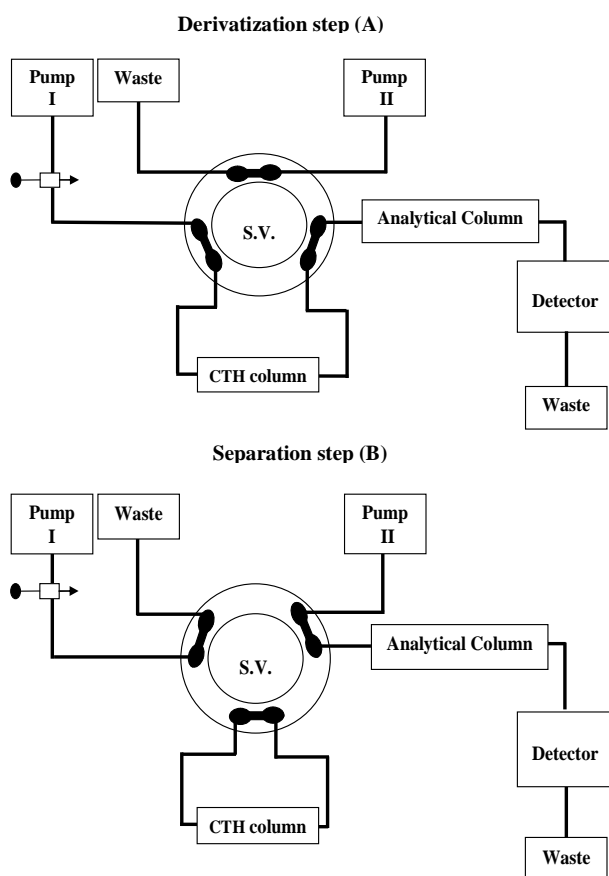 Derivatization step (A)
Pump
I
Waste
Pump
II
S.V.
Analytical Column
Detector
CTH column
Waste
Separation step (B)
Pump
I
Waste
Pump
II
S.V.
Analytical Column
Detector
CTH column
Waste